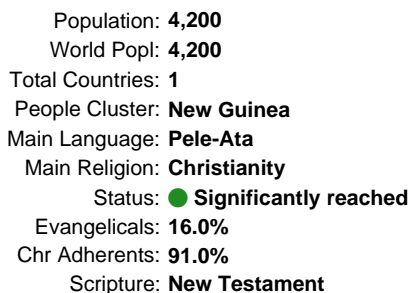 Population: 4,200
World Popl: 4,200
Total Countries: 1
People Cluster: New Guinea
Main Language: Pele-Ata
Main Religion: Christianity
Status: Significantly reached
Evangelicals: 16.0%
Chr Adherents: 91.0%
Scripture: New Testament